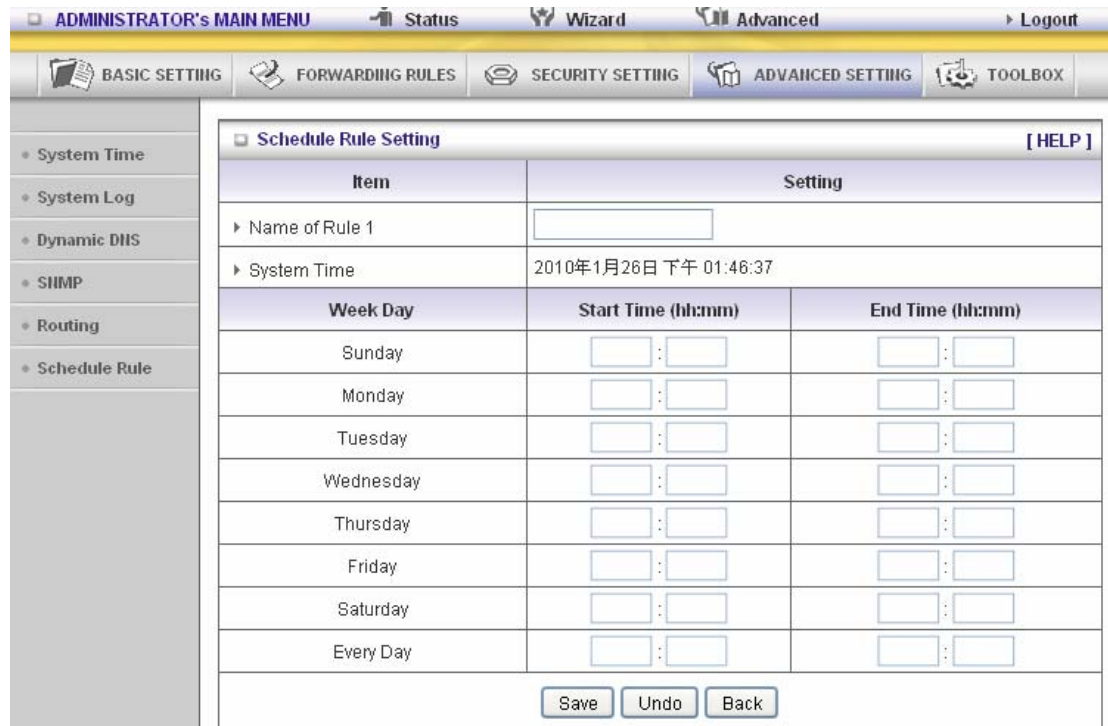 ADMINISTRATOR's MAIN MENU Status Wizard Advanced Logout
BASIC SETTING FORWARDING RULES SECURITY SETTING ADVANCED SETTING TOOLBOX
System Time
System Log
Dynamic DNS
SNMP
Routing
Schedule Rule
Schedule Rule Setting [ HELP ]
Item Setting
Name of Rule 1
System Time 2010年1月26日 下午 01:46:37
Week Day Start Time (hh:mm) End Time (hh:mm)
Sunday : :
Monday : :
Tuesday : :
Wednesday : :
Thursday : :
Friday : :
Saturday : :
Every Day : :
Save Undo Back